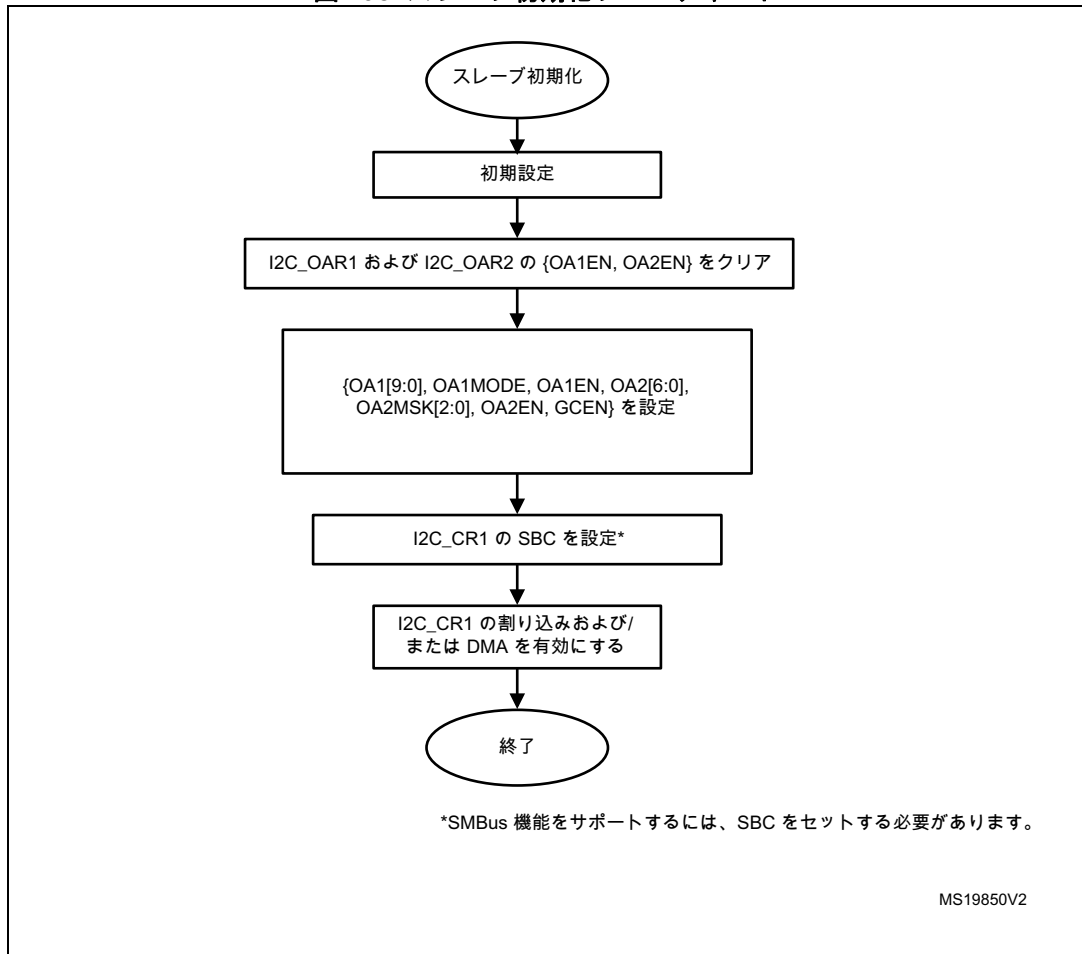 スレーブ初期化
初期設定
I2C_OAR1 および I2C_OAR2 の {OA1EN, OA2EN} をクリア
{OA1[9:0], OA1MODE, OA1EN, OA2[6:0],
OA2MSK[2:0], OA2EN, GCEN} を設定
I2C_CR1 の SBC を設定*
I2C_CR1 の割り込みおよび/
または DMA を有効にする
終了
*SMBus 機能をサポートするには、SBC をセットする必要があります。
MS19850V2